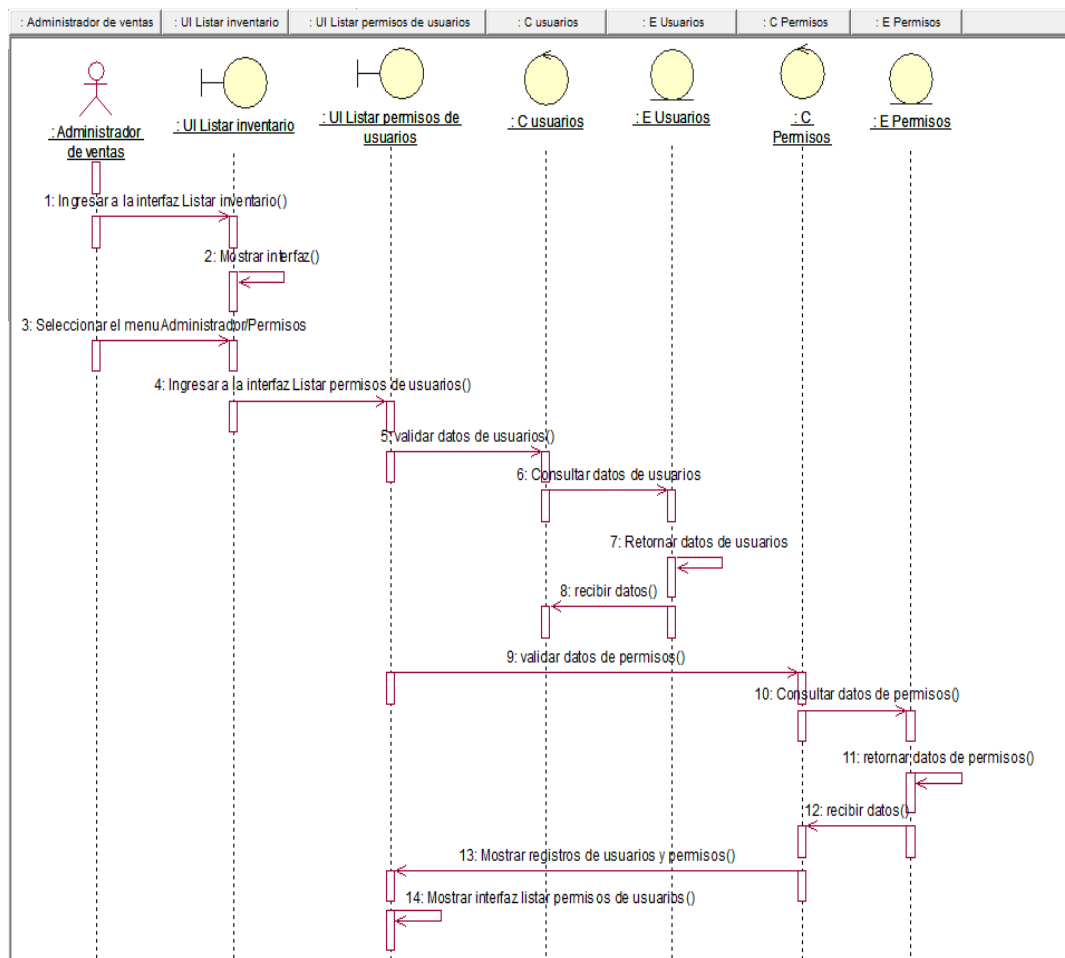 : Administrador de ventas
: UI Listar inventario
: UI Listar permisos de usuarios
: C usuarios
: E Usuarios
: C Permisos
: E Permisos
: Administrador
de ventas
: UI Listar inventario
: UI Listar permisos de
usuarios
: C usuarios
: E Usuarios
: C
Permisos
: E Permisos
1: Ingresar a la interfaz Listar inventario()
2: Mostrar interfaz()
3: Seleccionar el menu Administrador/Permisos
4: Ingresar a la interfaz Listar permisos de usuarios()
5: validar datos de usuarios()
6: Consultar datos de usuarios
7: Retornar datos de usuarios
8: recibir datos()
9: validar datos de permisos()
10: Consultar datos de permisos()
11: retornar datos de permisos()
12: recibir datos()
13: Mostrar registros de usuarios y permisos()
14: Mostrar interfaz listar permisos de usuarios()